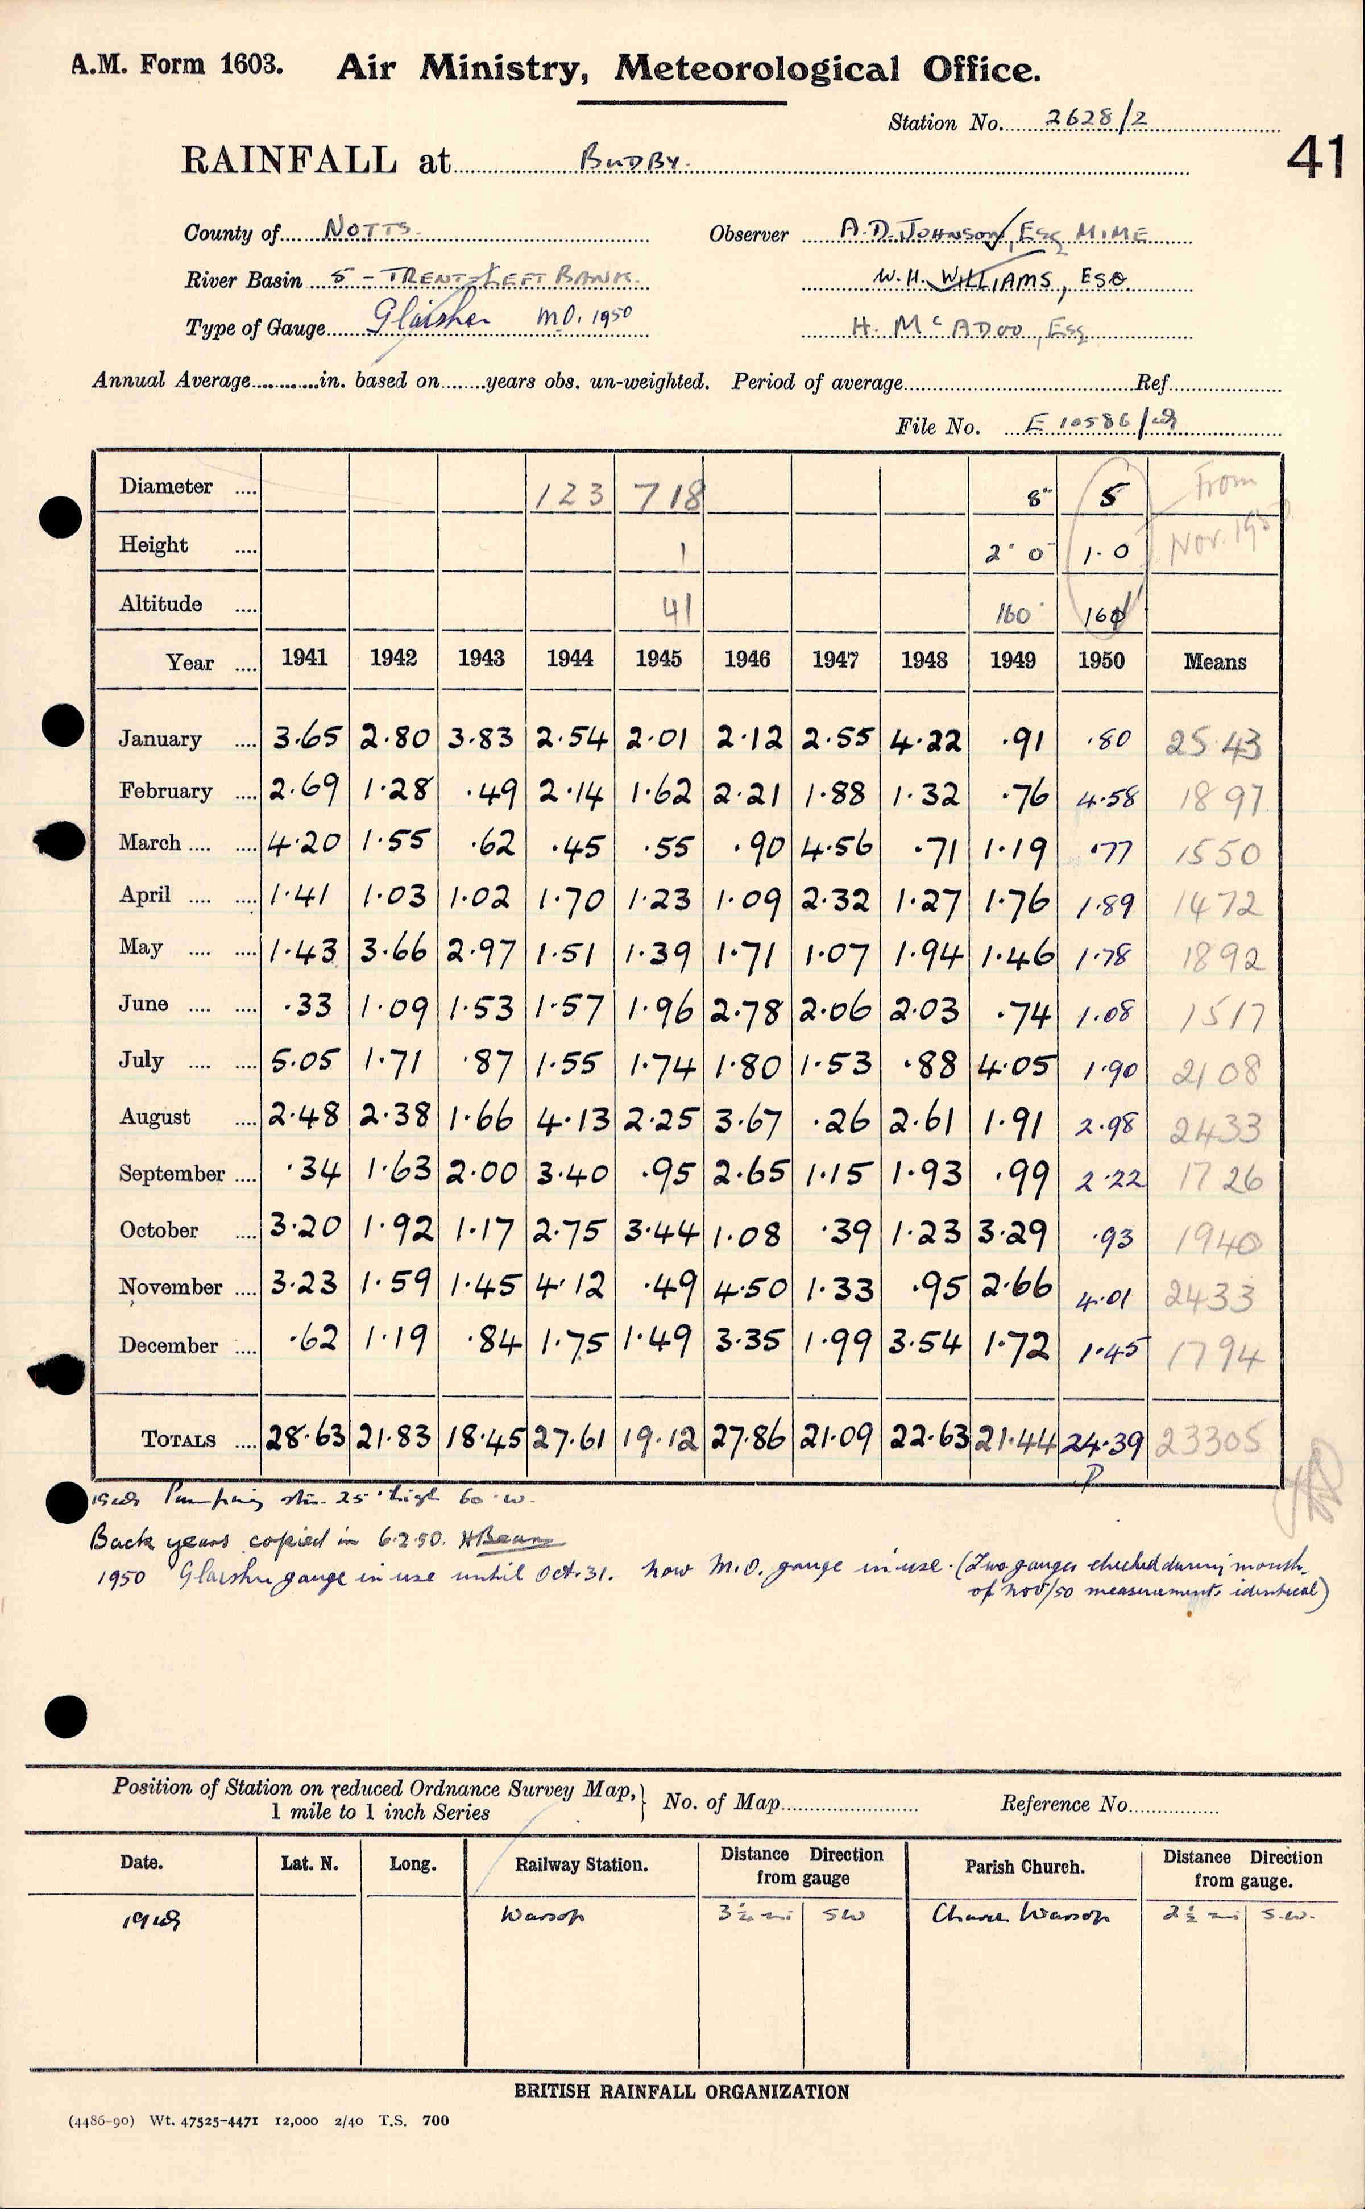 A.M. Form 1603. Air Ministry, Meteorological Office.
Station No. 2628/2
41
RAINFALL at BUDBY.
County of NOTTS. Observer A.D. JOHNSON, ESQ M.I.M.E
River Basin 5 - TRENT - LEFT BANK. W.H. WILLIAMS, ESQ
Type of Gauge Glaisher M.O. 1950 H. McADOO, Esq
Annual Average in. based on years obs. un-weighted. Period of average Ref
File No. E 10586/49
Diameter 123 718 8" 5 From
Height 1 2' 0" 1.0 Nov. 1950
Altitude 41 160' 160'
Year 1941 1942 1943 1944 1945 1946 1947 1948 1949 1950 Means
January 3.65 2.80 3.83 2.54 2.01 2.12 2.55 4.22 .91 .80 25.43
February 2.69 1.28 .49 2.14 1.62 2.21 1.88 1.32 .76 4.58 1897
March 4.20 1.55 .62 .45 .55 .90 4.56 .71 1.19 .77 1550
April 1.41 1.03 1.02 1.70 1.23 1.09 2.32 1.27 1.76 1.89 1472
May 1.43 3.66 2.97 1.51 1.39 1.71 1.07 1.94 1.46 1.78 1892
June .33 1.09 1.53 1.57 1.96 2.78 2.06 2.03 .74 1.08 1517
July 5.05 1.71 .87 1.55 1.74 1.80 1.53 .88 4.05 1.90 2108
August 2.48 2.38 1.66 4.13 2.25 3.67 .26 2.61 1.91 2.98 2433
September .34 1.63 2.00 3.40 .95 2.65 1.15 1.93 .99 2.22 1726
October 3.20 1.92 1.17 2.75 3.44 1.08 .39 1.23 3.29 .93 1940
November 3.23 1.59 1.45 4.12 .49 4.50 1.33 .95 2.66 4.01 2433
December .62 1.19 .84 1.75 1.49 3.35 1.99 3.54 1.72 1.45 1794
TOTALS 28.63 21.83 18.45 27.61 19.12 27.86 21.09 22.63 21.44 24.39 23305
P
1949 Pumping stn. 25' high 60' W.
Back years copied in 6.2.50. HBean
1950 Glaisher gauge in use until Oct. 31. now M.O. gauge in use. (Two gauges checked during month.
of Nov/50 measurements identical)
Position of Station on reduced Ordnance Survey Map,
1 mile to 1 inch Series
No. of Map Reference No.
Date. Lat. N. Long. Railway Station. Distance Direction from gauge Parish Church. Distance Direction from gauge.
1949 Warsop 3½ mi SW Church Warsop 2½ mi S.W.
BRITISH RAINFALL ORGANIZATION
(4486-90) Wt. 47525-4471 12,000 2/40 T.S. 700